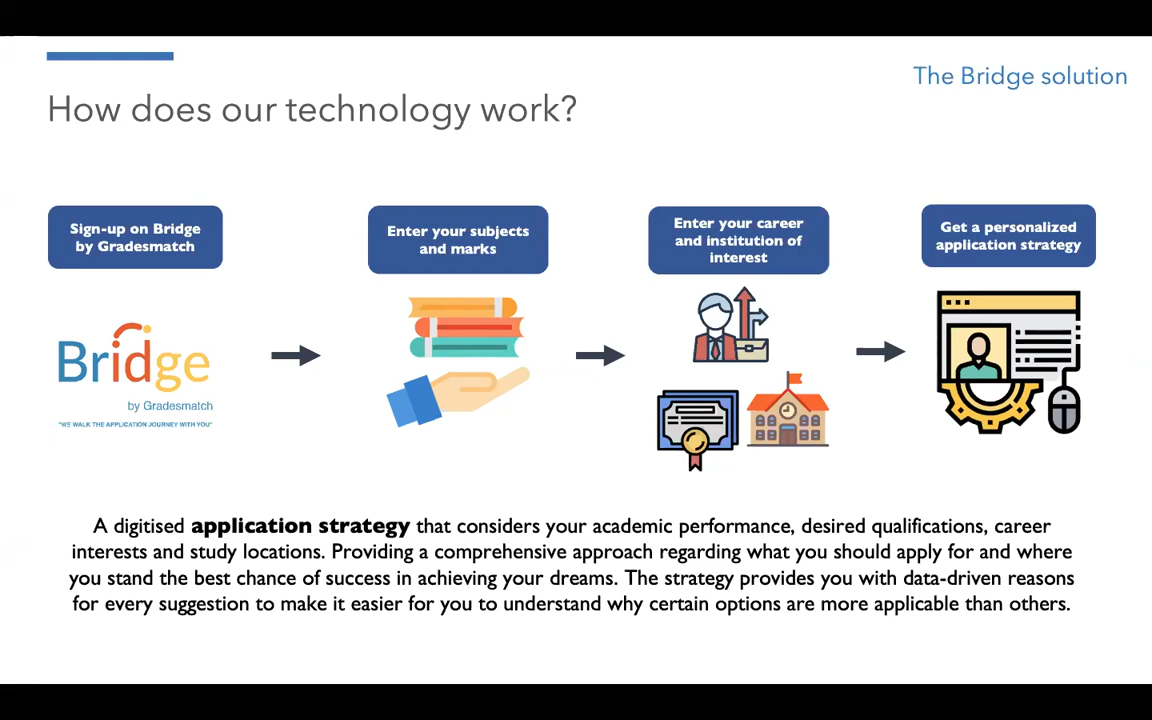 The Bridge solution
How does our technology work?
Sign-up on Bridge
by Gradesmatch
Enter your subjects
and marks
Enter your career
and institution of
interest
Get a personalized
application strategy
Bridge
by Gradesmatch
"WE WALK THE APPLICATION JOURNEY WITH YOU"
A digitised application strategy that considers your academic performance, desired qualifications, career
interests and study locations. Providing a comprehensive approach regarding what you should apply for and where
you stand the best chance of success in achieving your dreams. The strategy provides you with data-driven reasons
for every suggestion to make it easier for you to understand why certain options are more applicable than others.